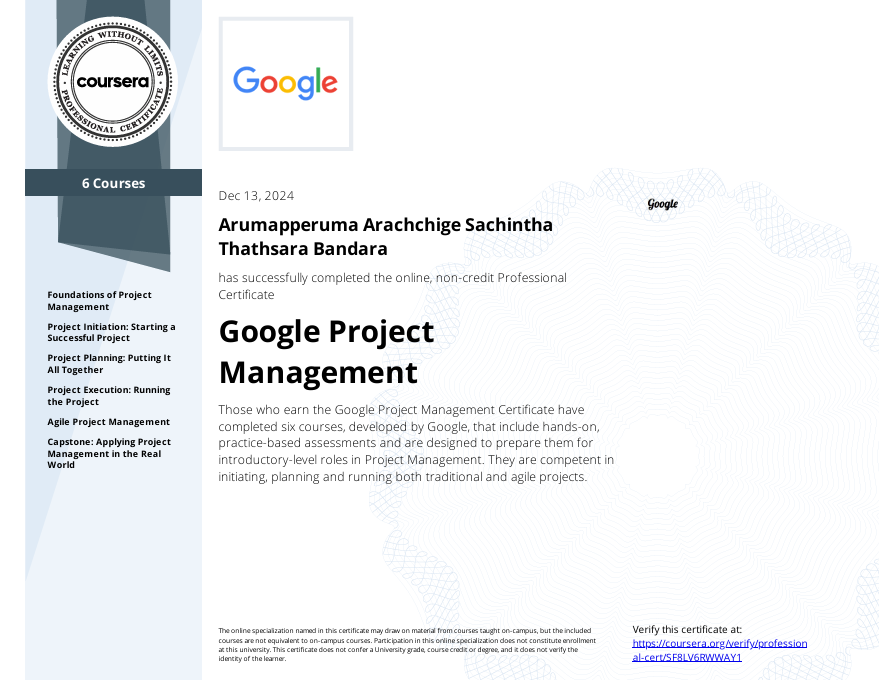 LEARNING WITHOUT LIMITS
coursera
PROFESSIONAL CERTIFICATE
6 Courses
Foundations of Project
Management
Project Initiation: Starting a
Successful Project
Project Planning: Putting It
All Together
Project Execution: Running
the Project
Agile Project Management
Capstone: Applying Project
Management in the Real
World
Google
Dec 13, 2024
Arumapperuma Arachchige Sachintha
Thathsara Bandara
has successfully completed the online, non-credit Professional
Certificate
Google Project
Management
Those who earn the Google Project Management Certificate have
completed six courses, developed by Google, that include hands-on,
practice-based assessments and are designed to prepare them for
introductory-level roles in Project Management. They are competent in
initiating, planning and running both traditional and agile projects.
Google
The online specialization named in this certificate may draw on material from courses taught on-campus, but the included
courses are not equivalent to on-campus courses. Participation in this online specialization does not constitute enrollment
at this university. This certificate does not confer a University grade, course credit or degree, and it does not verify the
identity of the learner.
Verify this certificate at:
https://coursera.org/verify/profession
al-cert/SF8LV6RWWAY1